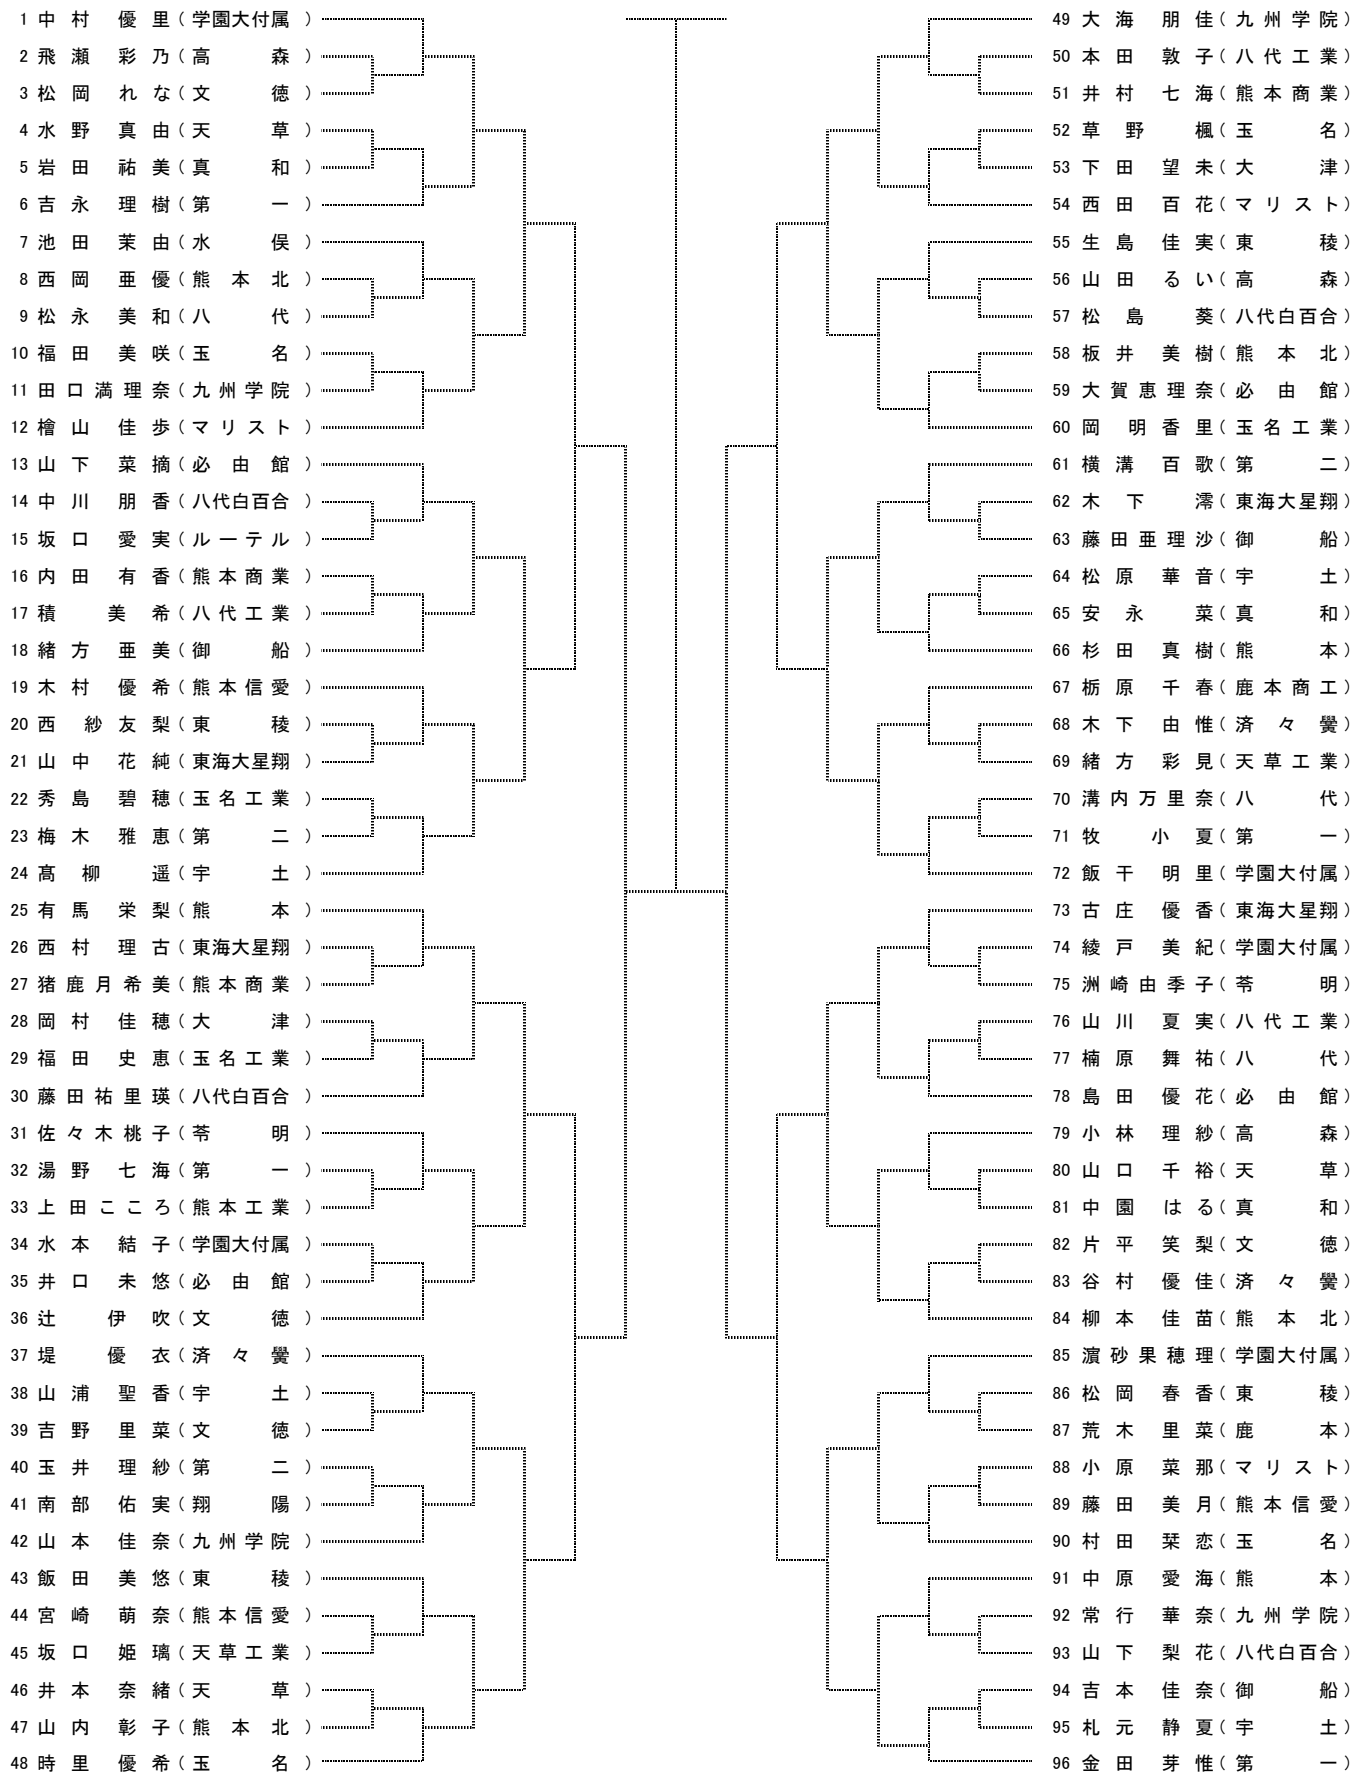 1 中村 優里（学園大付属）
2 飛瀬 彩乃（高森）
3 松岡 れな（文徳）
4 水野 真由（天草）
5 岩田 祐美（真和）
6 吉永 理樹（第一）
7 池田 茉由（水俣）
8 西岡 亜優（熊本北）
9 松永 美和（八代）
10 福田 美咲（玉名）
11 田口満理奈（九州学院）
12 檜山 佳歩（マリスト）
13 山下 菜摘（必由館）
14 中川 朋香（八代白百合）
15 坂口 愛実（ルーテル）
16 内田 有香（熊本商業）
17 積 美希（八代工業）
18 緒方 亜美（御船）
19 木村 優希（熊本信愛）
20 西 紗友梨（東稜）
21 山中 花純（東海大星翔）
22 秀島 碧穂（玉名工業）
23 梅木 雅恵（第二）
24 髙柳 遥（宇土）
25 有馬 栄梨（熊本）
26 西村 理古（東海大星翔）
27 猪鹿月希美（熊本商業）
28 岡村 佳穂（大津）
29 福田 史恵（玉名工業）
30 藤田祐里瑛（八代白百合）
31 佐々木桃子（苓明）
32 湯野 七海（第一）
33 上田こころ（熊本工業）
34 水本 結子（学園大付属）
35 井口 未悠（必由館）
36 辻 伊吹（文徳）
37 堤 優衣（済々黌）
38 山浦 聖香（宇土）
39 吉野 里菜（文徳）
40 玉井 理紗（第二）
41 南部 佑実（翔陽）
42 山本 佳奈（九州学院）
43 飯田 美悠（東稜）
44 宮崎 萌奈（熊本信愛）
45 坂口 姫璃（天草工業）
46 井本 奈緒（天草）
47 山内 彰子（熊本北）
48 時里 優希（玉名）
49 大海 朋佳（九州学院）
50 本田 敦子（八代工業）
51 井村 七海（熊本商業）
52 草野 楓（玉名）
53 下田 望未（大津）
54 西田 百花（マリスト）
55 生島 佳実（東稜）
56 山田 るい（高森）
57 松島 葵（八代白百合）
58 板井 美樹（熊本北）
59 大賀恵理奈（必由館）
60 岡 明香里（玉名工業）
61 横溝 百歌（第二）
62 木下 澪（東海大星翔）
63 藤田亜理沙（御船）
64 松原 華音（宇土）
65 安永 菜（真和）
66 杉田 真樹（熊本）
67 栃原 千春（鹿本商工）
68 木下 由惟（済々黌）
69 緒方 彩見（天草工業）
70 溝内万里奈（八代）
71 牧 小夏（第一）
72 飯干 明里（学園大付属）
73 古庄 優香（東海大星翔）
74 綾戸 美紀（学園大付属）
75 洲崎由季子（苓明）
76 山川 夏実（八代工業）
77 楠原 舞祐（八代）
78 島田 優花（必由館）
79 小林 理紗（高森）
80 山口 千裕（天草）
81 中園 はる（真和）
82 片平 笑梨（文徳）
83 谷村 優佳（済々黌）
84 柳本 佳苗（熊本北）
85 濵砂果穂理（学園大付属）
86 松岡 春香（東稜）
87 荒木 里菜（鹿本）
88 小原 菜那（マリスト）
89 藤田 美月（熊本信愛）
90 村田 栞恋（玉名）
91 中原 愛海（熊本）
92 常行 華奈（九州学院）
93 山下 梨花（八代白百合）
94 吉本 佳奈（御船）
95 札元 静夏（宇土）
96 金田 芽惟（第一）